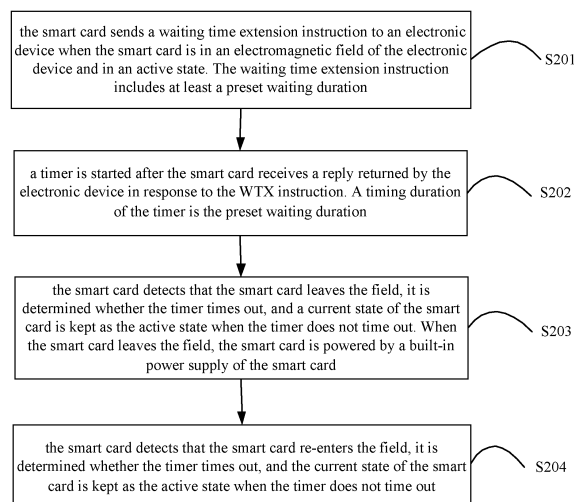 the smart card sends a waiting time extension instruction to an electronic
device when the smart card is in an electromagnetic field of the electronic
device and in an active state. The waiting time extension instruction
includes at least a preset waiting duration
S201
a timer is started after the smart card receives a reply returned by the
electronic device in response to the WTX instruction. A timing duration
of the timer is the preset waiting duration
S202
the smart card detects that the smart card leaves the field, it is
determined whether the timer times out, and a current state of the smart
card is kept as the active state when the timer does not time out. When
the smart card leaves the field, the smart card is powered by a built-in
power supply of the smart card
S203
the smart card detects that the smart card re-enters the field, it is
determined whether the timer times out, and the current state of the smart
card is kept as the active state when the timer does not time out
S204